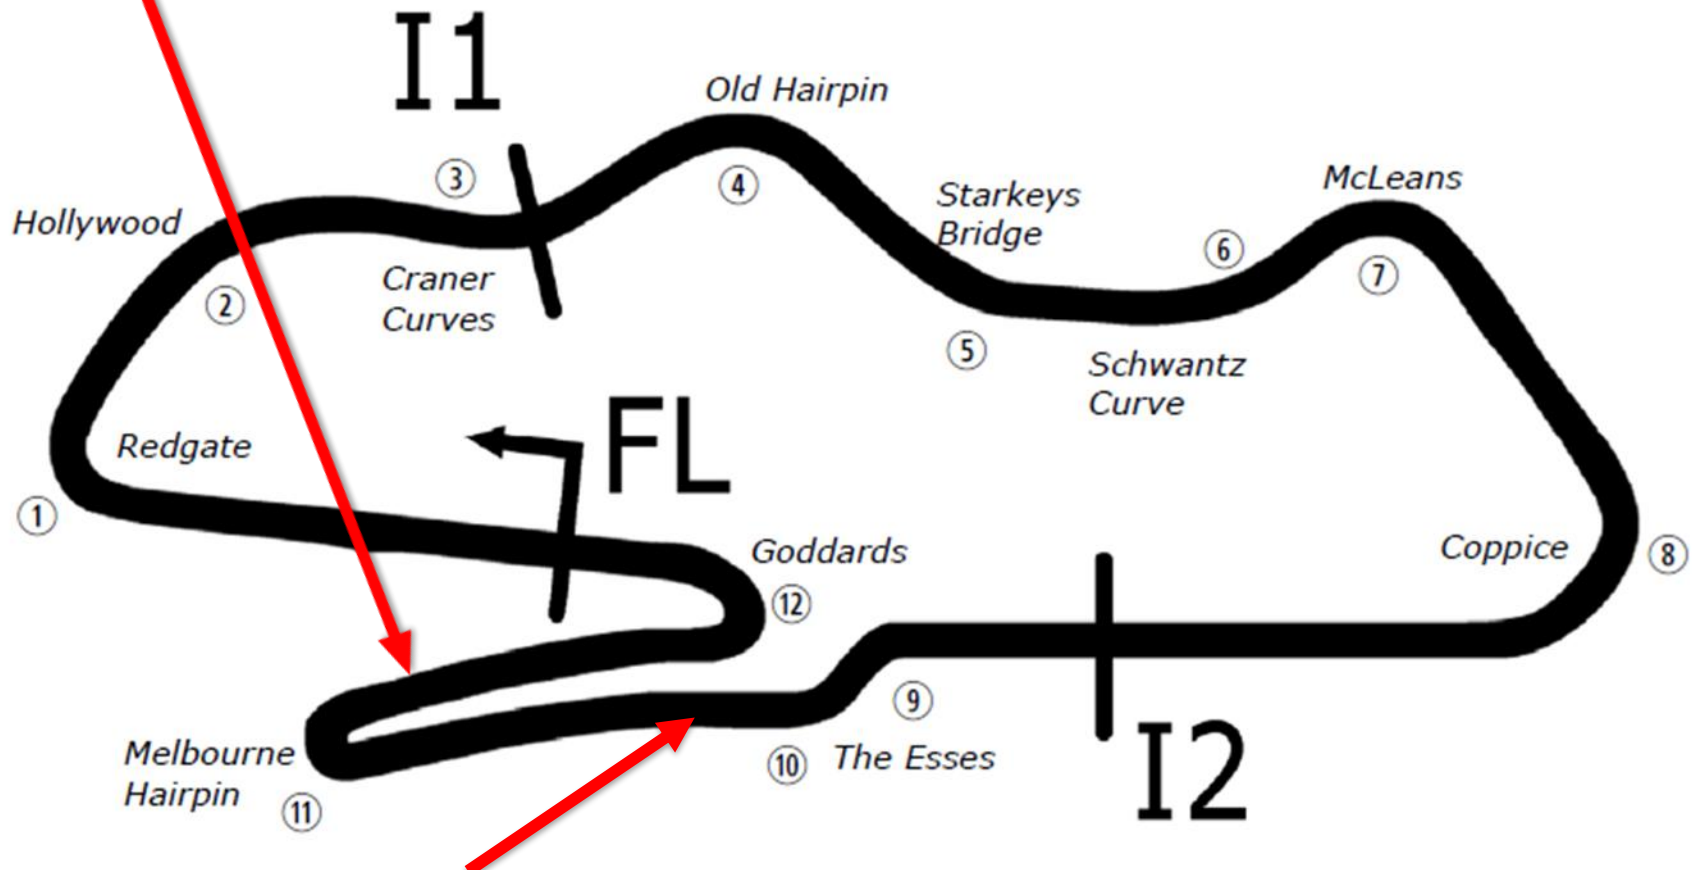 I1
Old Hairpin
3
4
McLeans
Starkeys
Bridge
Hollywood
6
7
Craner
Curves
2
5
Schwantz
Curve
FL
Redgate
1
Goddards
Coppice
8
12
9
Melbourne
Hairpin
10
The Esses
I2
11